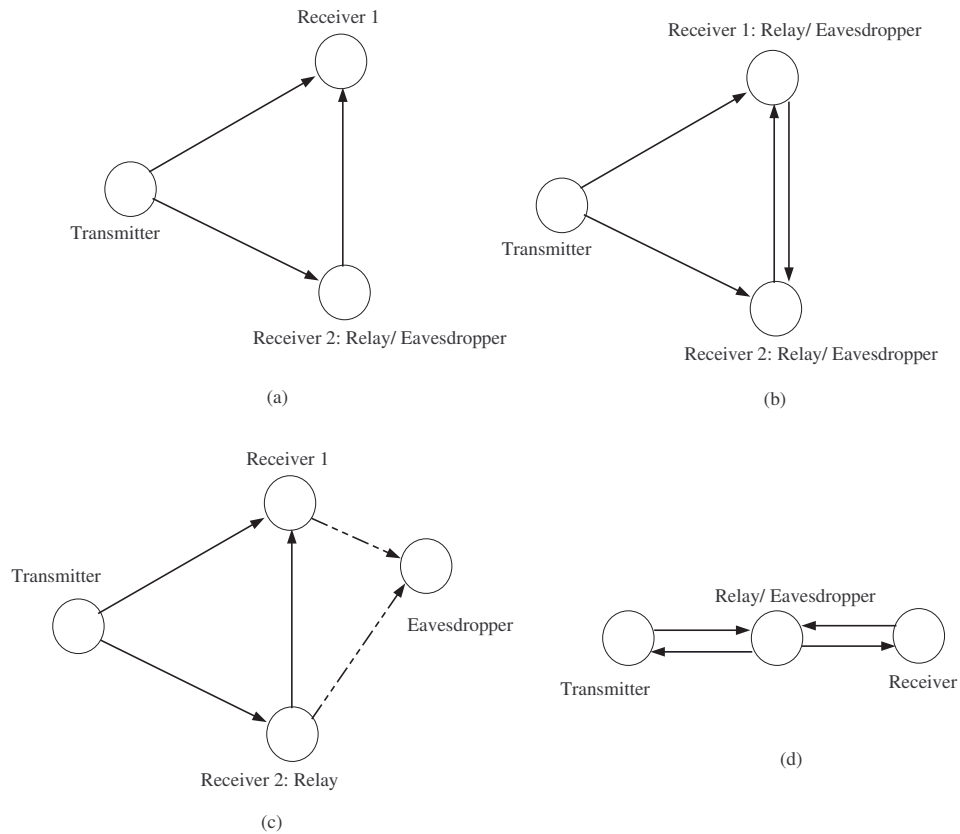 Receiver 1
Transmitter
Receiver 2: Relay/ Eavesdropper
(a)
Receiver 1: Relay/ Eavesdropper
Transmitter
Receiver 2: Relay/ Eavesdropper
(b)
Receiver 1
Transmitter
Eavesdropper
Receiver 2: Relay
(c)
Relay/ Eavesdropper
Transmitter
Receiver
(d)